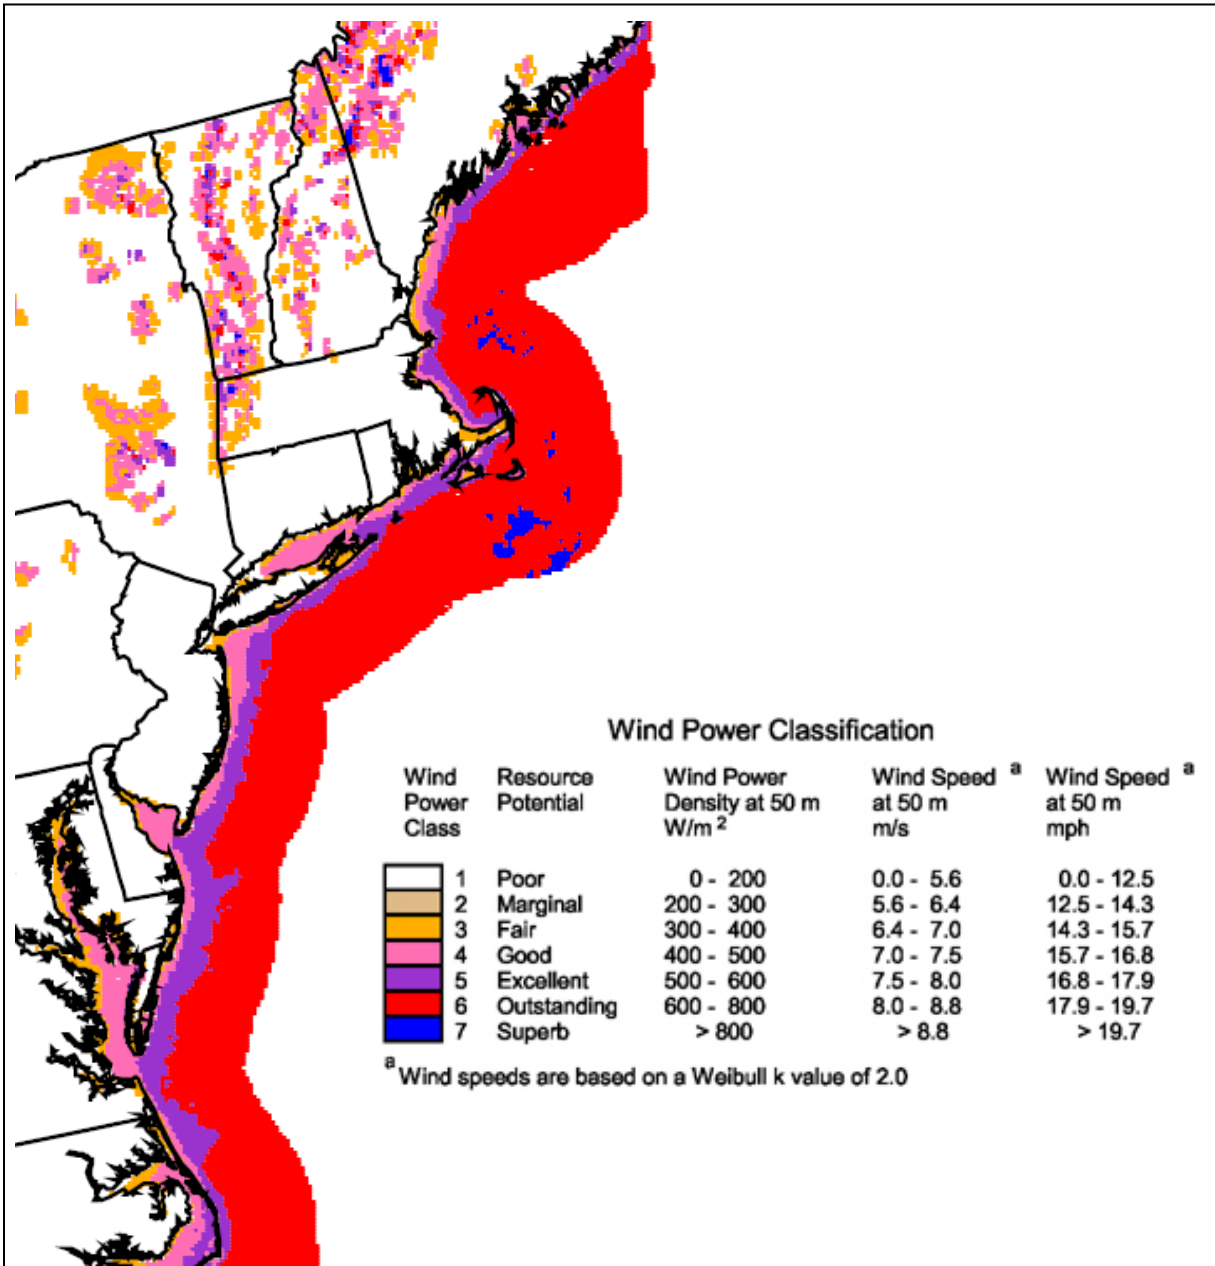 Wind Power Classification
Wind Power Class Resource Potential Wind Power Density at 50 m W/m 2 Wind Speed a at 50 m m/s Wind Speed a at 50 m mph
1 Poor 0 - 200 0.0 - 5.6 0.0 - 12.5
2 Marginal 200 - 300 5.6 - 6.4 12.5 - 14.3
3 Fair 300 - 400 6.4 - 7.0 14.3 - 15.7
4 Good 400 - 500 7.0 - 7.5 15.7 - 16.8
5 Excellent 500 - 600 7.5 - 8.0 16.8 - 17.9
6 Outstanding 600 - 800 8.0 - 8.8 17.9 - 19.7
7 Superb > 800 > 8.8 > 19.7
a Wind speeds are based on a Weibull k value of 2.0